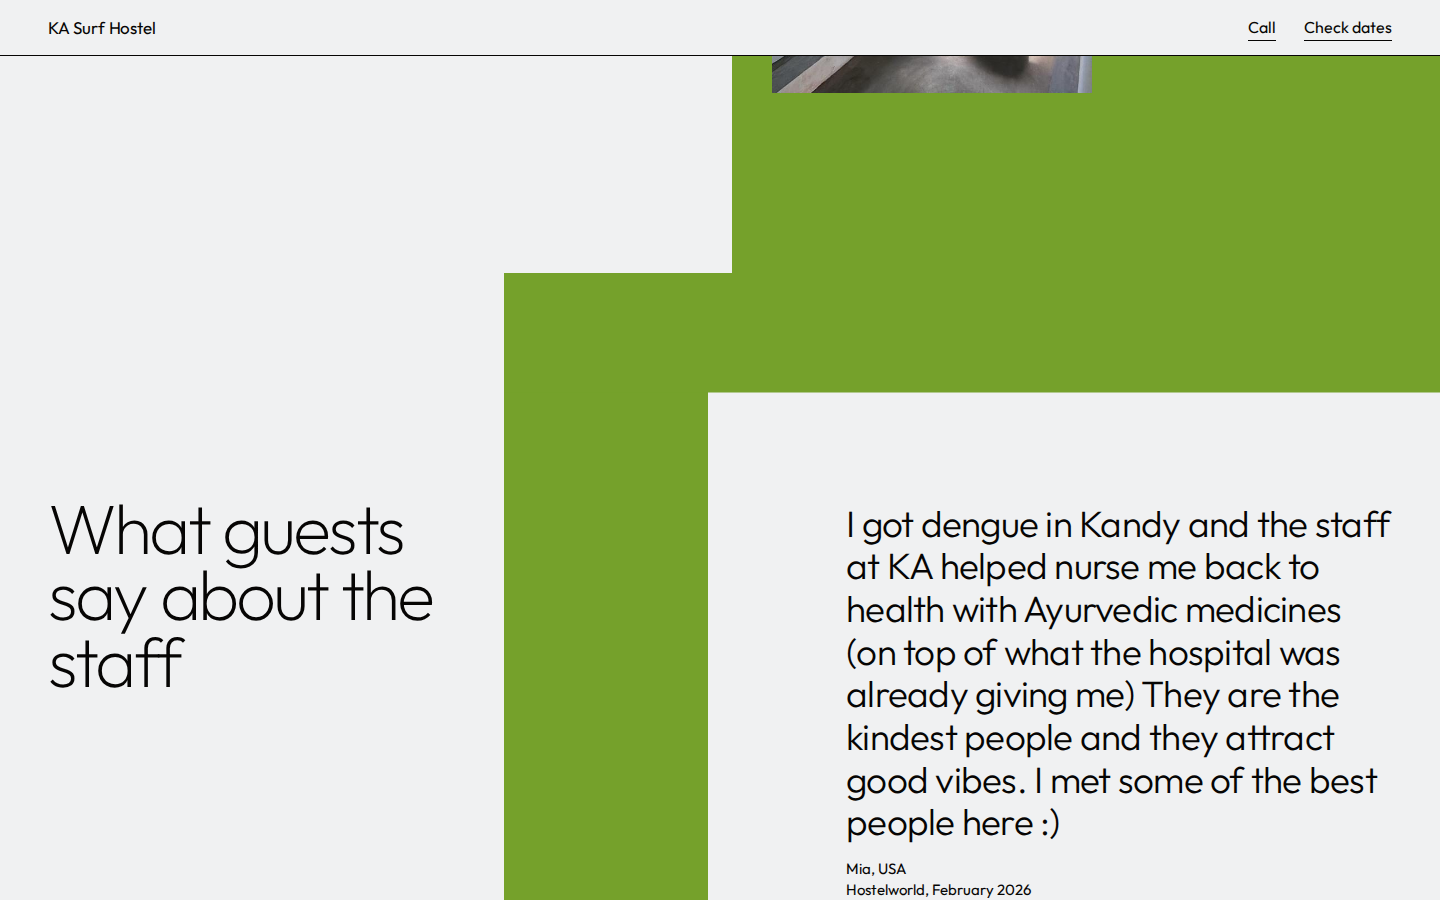 KA Surf Hostel
Call
Check dates
What guests
say about the
staff
I got dengue in Kandy and the staff
at KA helped nurse me back to
health with Ayurvedic medicines
(on top of what the hospital was
already giving me) They are the
kindest people and they attract
good vibes. I met some of the best
people here :)
Mia, USA
Hostelworld, February 2026